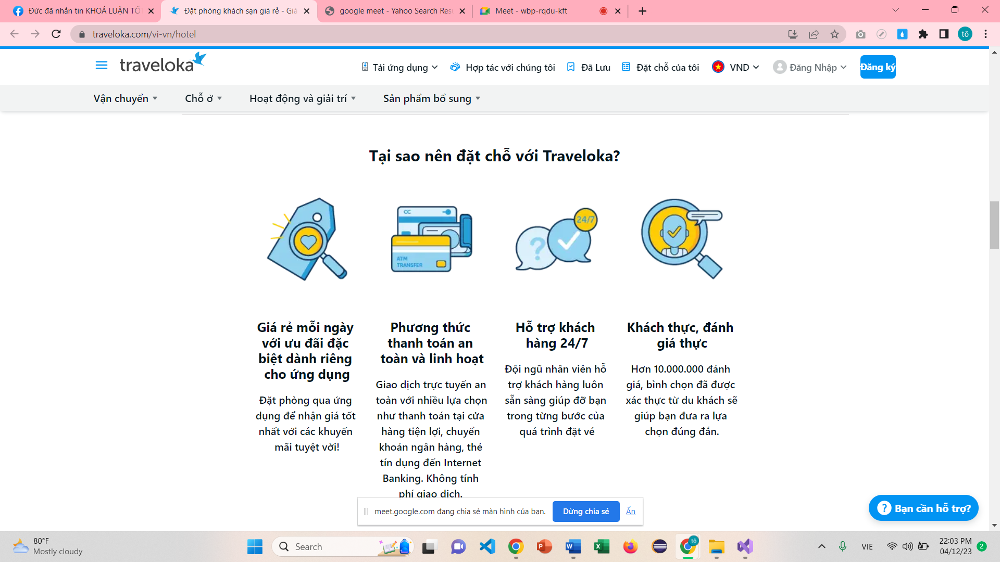 Đức đã nhắn tin KHOÁ LUẬN TỐT
Đặt phòng khách sạn giá rẻ - Giá
google meet - Yahoo Search Resu
Meet - wbp-rqdu-kft
traveloka.com/vi-vn/hotel
tô
traveloka
Tải ứng dụng
Hợp tác với chúng tôi
Đã Lưu
Đặt chỗ của tôi
VND
Đăng Nhập
Đăng ký
Vận chuyển
Chỗ ở
Hoạt động và giải trí
Sản phẩm bổ sung
Tại sao nên đặt chỗ với Traveloka?
CC
ATM
TRANSFER
?
24/7
Giá rẻ mỗi ngày
với ưu đãi đặc
biệt dành riêng
cho ứng dụng
Đặt phòng qua ứng
dụng để nhận giá tốt
nhất với các khuyến
mãi tuyệt vời!
Phương thức
thanh toán an
toàn và linh hoạt
Giao dịch trực tuyến an
toàn với nhiều lựa chọn
như thanh toán tại cửa
hàng tiện lợi, chuyển
khoản ngân hàng, thẻ
tín dụng đến Internet
Banking. Không tính
phí giao dịch.
Hỗ trợ khách
hàng 24/7
Đội ngũ nhân viên hỗ
trợ khách hàng luôn
sẵn sàng giúp đỡ bạn
trong từng bước của
quá trình đặt vé
Khách thực, đánh
giá thực
Hơn 10.000.000 đánh
giá, bình chọn đã được
xác thực từ du khách sẽ
giúp bạn đưa ra lựa
chọn đúng đắn.
meet.google.com đang chia sẻ màn hình của bạn.
Dừng chia sẻ
Ẩn
? Bạn cần hỗ trợ?
80°F
Mostly cloudy
Search
P
W
X
tô
VIE
22:03 PM
04/12/23
2